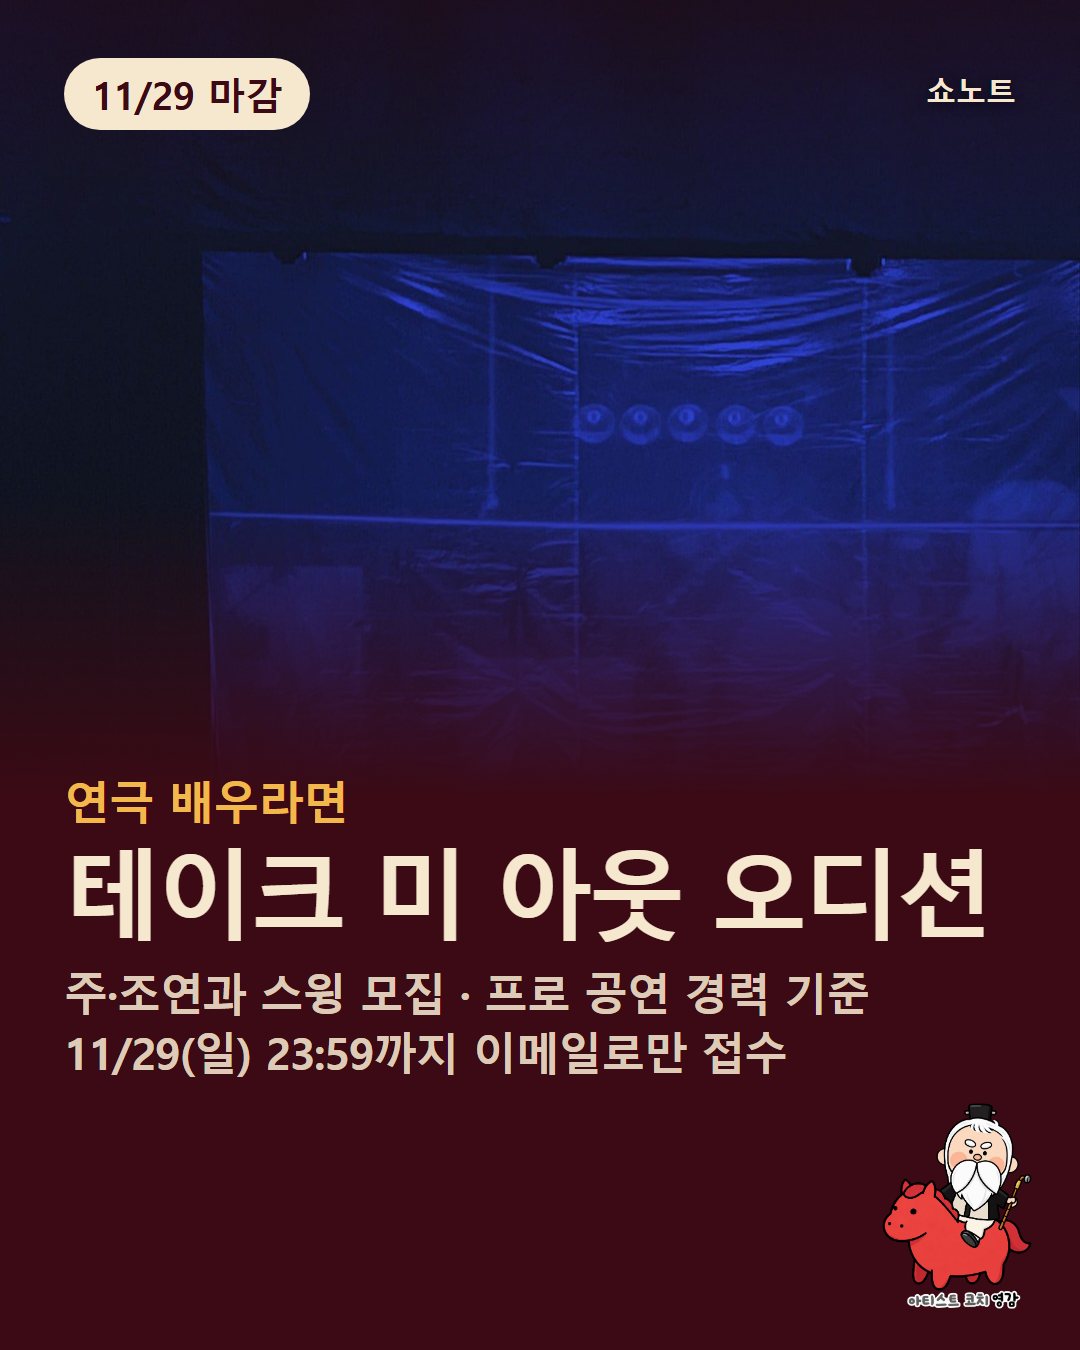 11/29 마감
쇼노트
연극 배우라면
테이크 미 아웃 오디션
주·조연과 스윙 모집 · 프로 공연 경력 기준
11/29(일) 23:59까지 이메일로만 접수
아티스트 코치 영감